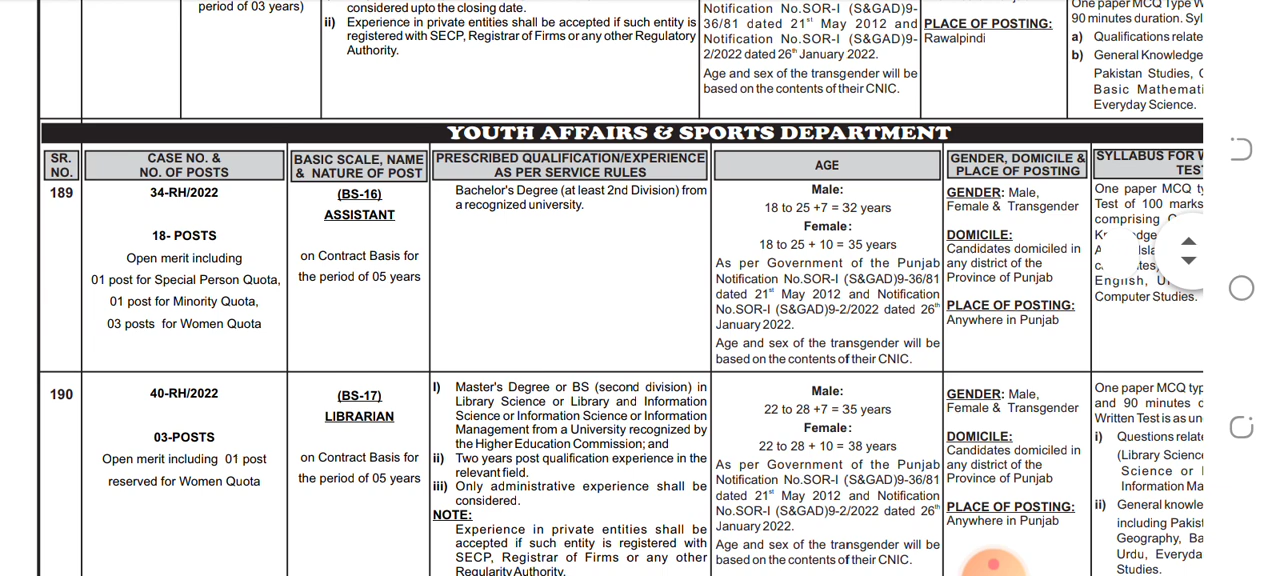 period of 03 years)
considered upto the closing date.
ii) Experience in private entities shall be accepted if such entity is
registered with SECP, Registrar of Firms or any other Regulatory
Authority.
Notification No.SOR-I (S&GAD)9-
36/81 dated 21st May 2012 and
Notification No.SOR-I (S&GAD)9-
2/2022 dated 26th January 2022.
Age and sex of the transgender will be
based on the contents of their CNIC.
PLACE OF POSTING:
Rawalpindi
One paper MCQ Type W
90 minutes duration. Syl
a) Qualifications relate
b) General Knowledge
Pakistan Studies,
Basic Mathemati
Everyday Science.
YOUTH AFFAIRS & SPORTS DEPARTMENT
SR.
NO.
CASE NO. &
NO. OF POSTS
BASIC SCALE, NAME
& NATURE OF POST
PRESCRIBED QUALIFICATION/EXPERIENCE
AS PER SERVICE RULES
AGE
GENDER, DOMICILE &
PLACE OF POSTING
SYLLABUS FOR W
TEST
189
34-RH/2022
18- POSTS
Open merit including
01 post for Special Person Quota,
01 post for Minority Quota,
03 posts for Women Quota
(BS-16)
ASSISTANT
on Contract Basis for
the period of 05 years
Bachelor's Degree (at least 2nd Division) from
a recognized university.
Male:
18 to 25 +7 = 32 years
Female:
18 to 25 + 10 = 35 years
As per Government of the Punjab
Notification No.SOR-I (S&GAD)9-36/81
dated 21st May 2012 and Notification
No.SOR-I (S&GAD)9-2/2022 dated 26th
January 2022.
Age and sex of the transgender will be
based on the contents of their CNIC.
GENDER: Male,
Female & Transgender
DOMICILE:
Candidates domiciled in
any district of the
Province of Punjab
PLACE OF POSTING:
Anywhere in Punjab
One paper MCQ ty
Test of 100 marks
comprising
English,
Computer Studies.
190
40-RH/2022
03-POSTS
Open merit including 01 post
reserved for Women Quota
(BS-17)
LIBRARIAN
on Contract Basis for
the period of 05 years
I) Master's Degree or BS (second division) in
Library Science or Library and Information
Science or Information Science or Information
Management from a University recognized by
the Higher Education Commission; and
ii) Two years post qualification experience in the
relevant field.
iii) Only administrative experience shall be
considered.
NOTE:
Experience in private entities shall be
accepted if such entity is registered with
SECP, Registrar of Firms or any other
Regularity Authority.
Male:
22 to 28 +7 = 35 years
Female:
22 to 28 + 10 = 38 years
As per Government of the Punjab
Notification No.SOR-I (S&GAD)9-36/81
dated 21st May 2012 and Notification
No.SOR-I (S&GAD)9-2/2022 dated 26th
January 2022.
Age and sex of the transgender will be
based on the contents of their CNIC.
GENDER: Male,
Female & Transgender
DOMICILE:
Candidates domiciled in
any district of the
Province of Punjab
PLACE OF POSTING:
Anywhere in Punjab
One paper MCQ typ
and 90 minutes
Written Test is as un
i) Questions relate
(Library Science
Science or
Information Ma
ii) General knowle
including Pakist
Geography, Ba
Urdu, Everyda
Studies.